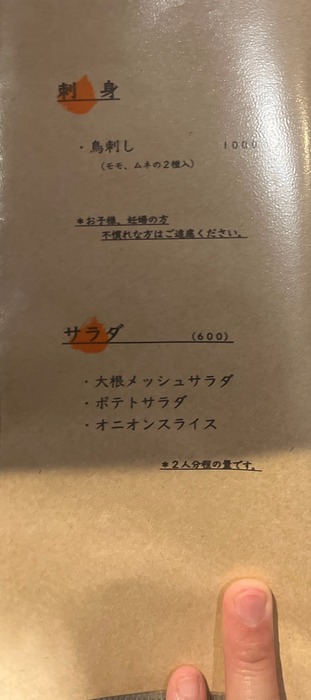 刺 身
・鳥刺し 1000
(モモ、ムネの2種入)
*お子様、妊婦の方
不慣れな方はご遠慮ください。
サラダ (600)
・大根メッシュサラダ
・ポテトサラダ
・オニオンスライス
*2人分程の量です。